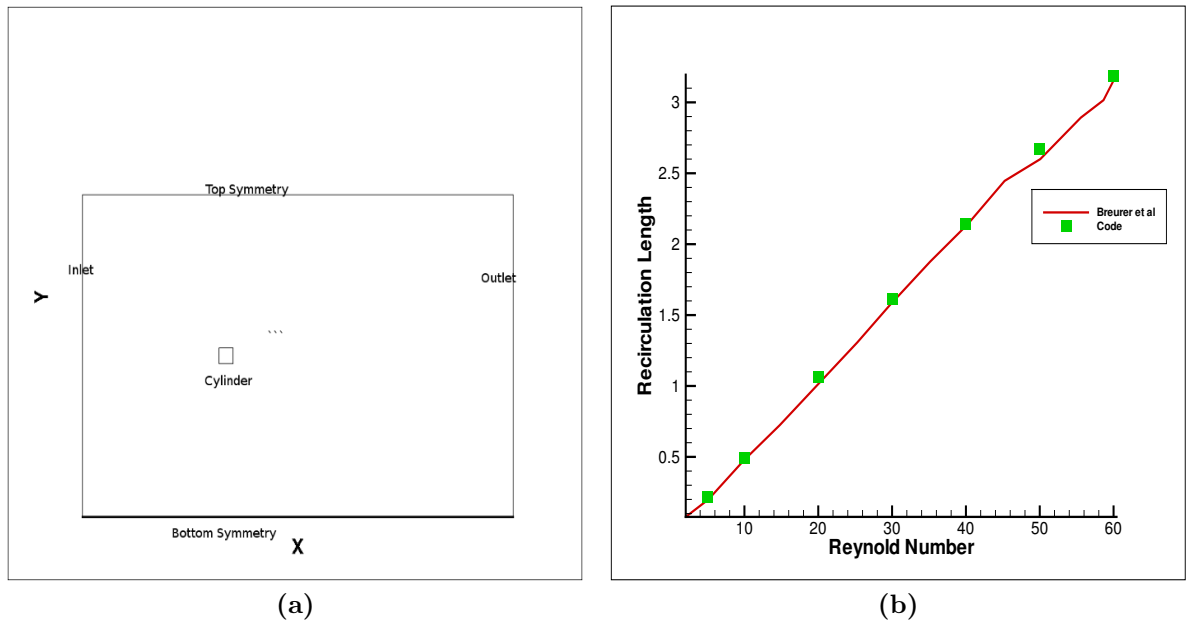 Top Symmetry
Inlet
Outlet
Y
```
Cylinder
Bottom Symmetry
X
(a)
Recirculation Length
3
2.5
2
1.5
1
0.5
10 20 30 40 50 60
Reynold Number
Breurer et al
Code
(b)